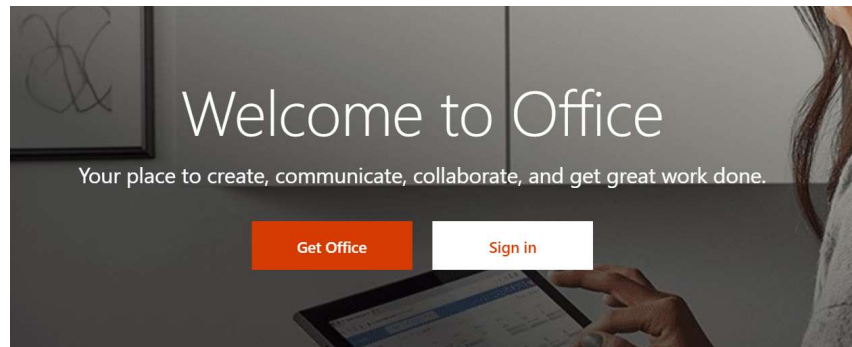 Welcome to Office
Your place to create, communicate, collaborate, and get great work done.
Get Office
Sign in